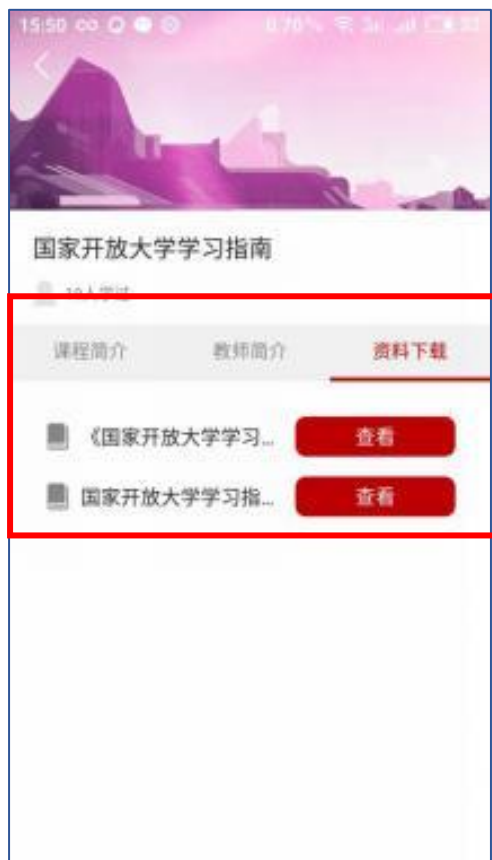 15:50
国家开放大学学习指南
课程简介 教师简介 资料下载
《国家开放大学学习... 查看
国家开放大学学习指... 查看